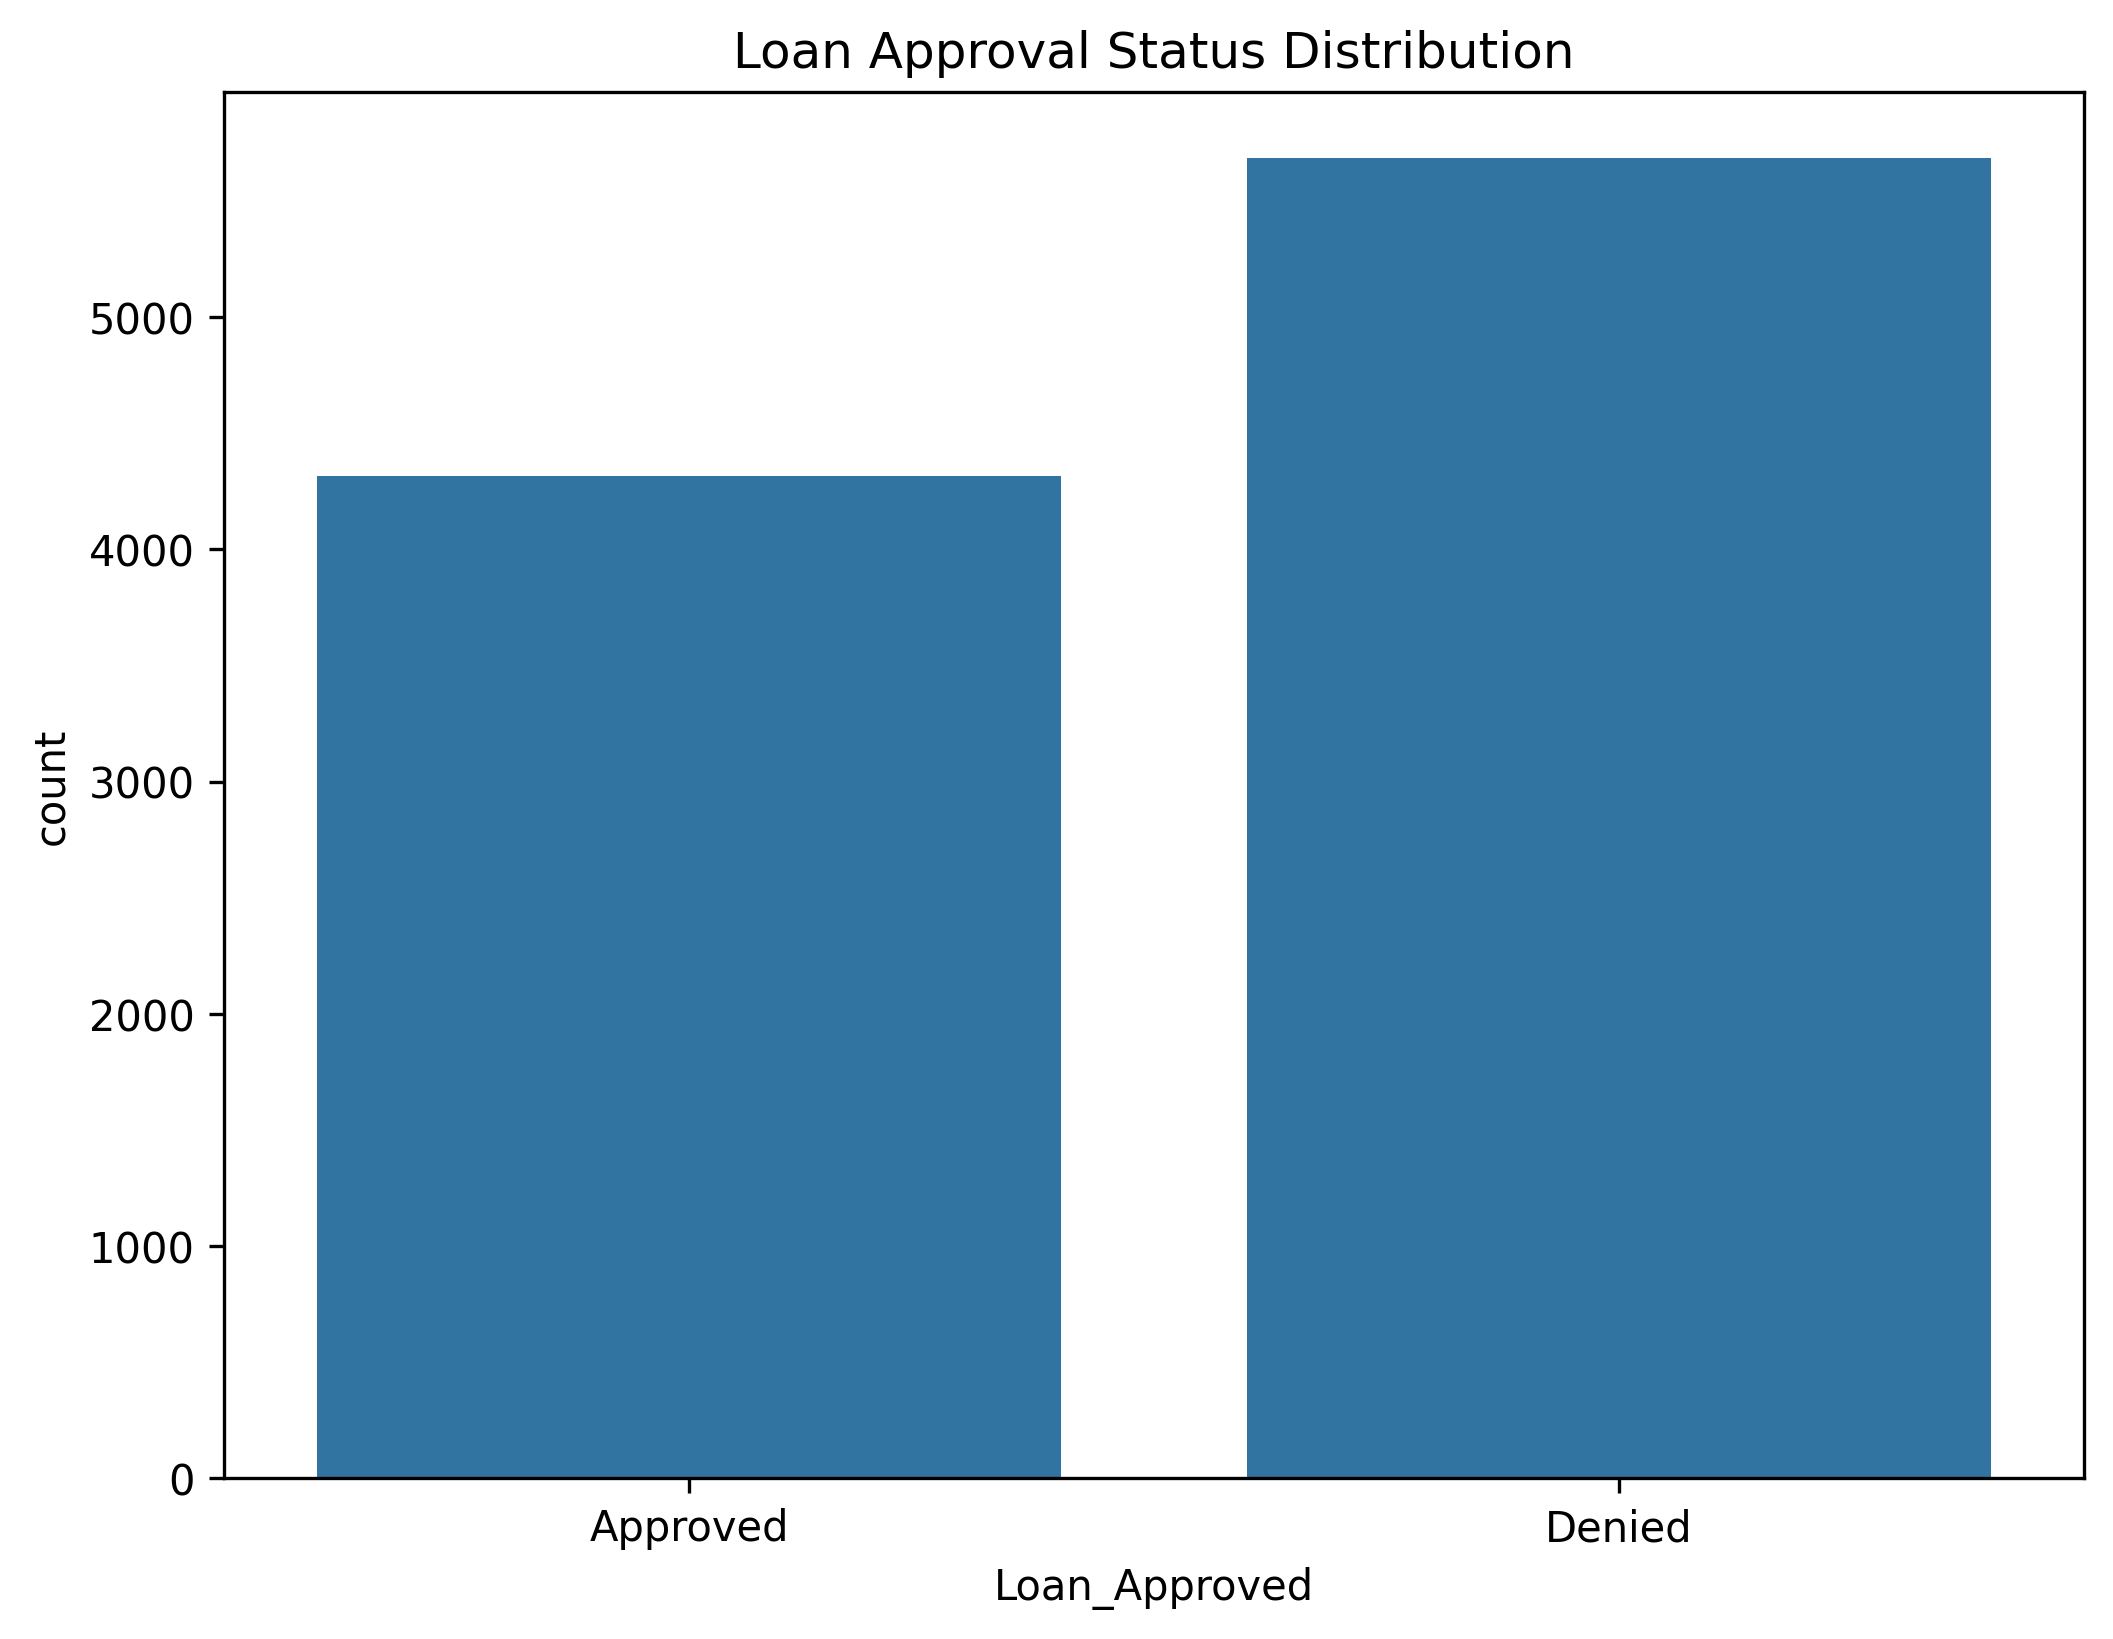 Loan Approval Status Distribution
count
5000
4000
3000
2000
1000
0
Approved
Denied
Loan_Approved